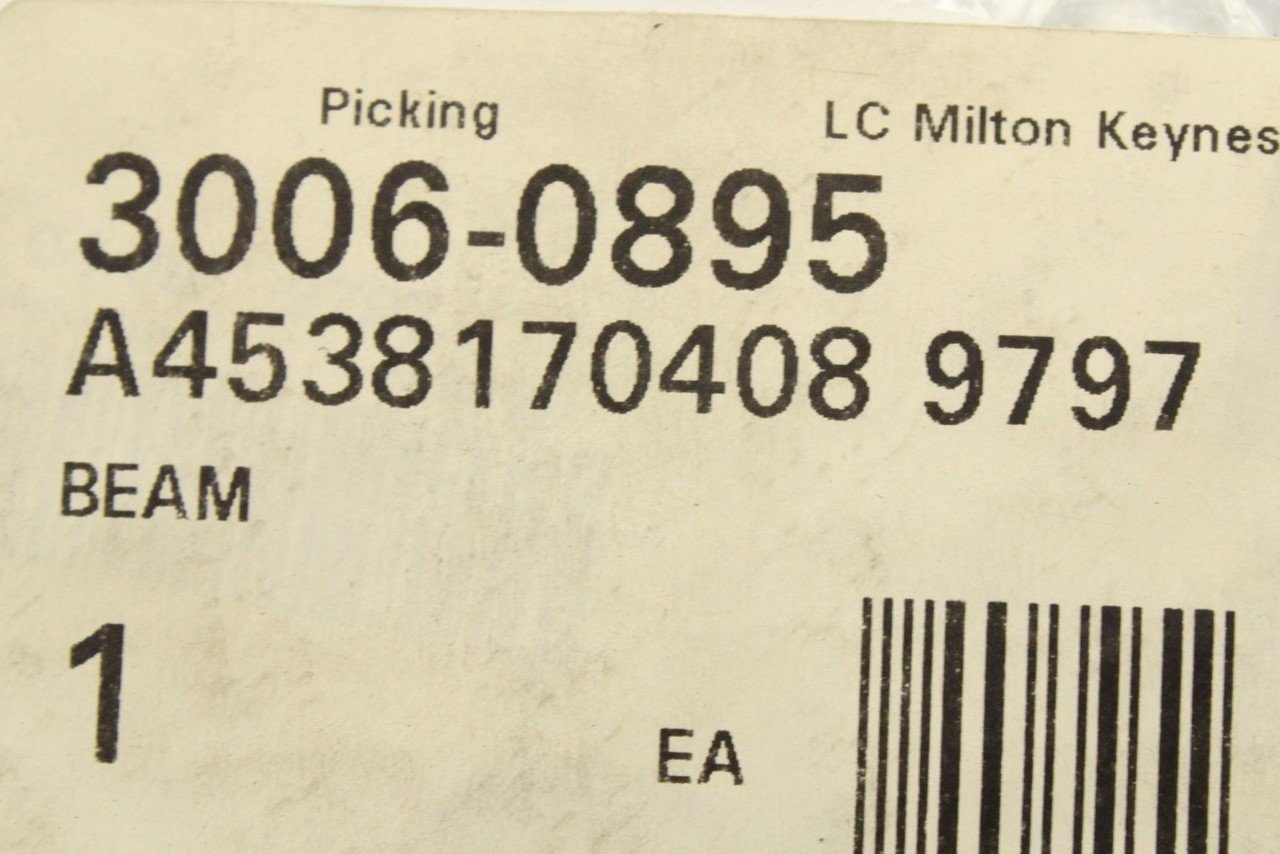 Picking LC Milton Keynes
3006-0895
A4538170408 9797
BEAM
1 EA